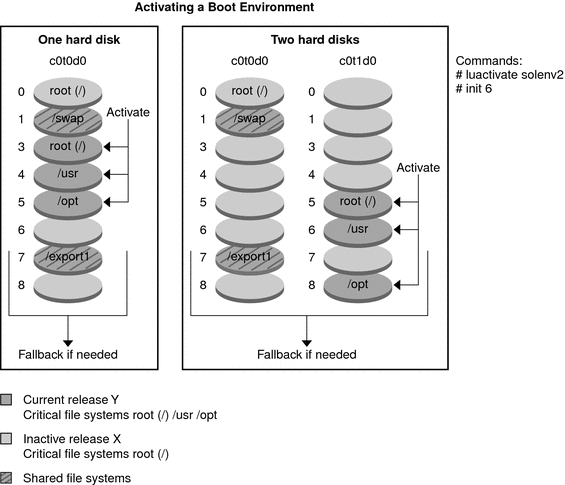 Activating a Boot Environment
One hard disk
c0t0d0
0 root (/)
1 /swap
3 root (/)
4 /usr
5 /opt
6
7 /export1
8
Activate
Fallback if needed
Two hard disks
c0t0d0
0 root (/)
1 /swap
3
4
5
6
7 /export1
8
c0t1d0
0
1
3
4
5 root (/)
6 /usr
7
8 /opt
Activate
Fallback if needed
Commands:
# luactivate solenv2
# init 6
Current release Y
Critical file systems root (/) /usr /opt
Inactive release X
Critical file systems root (/)
Shared file systems